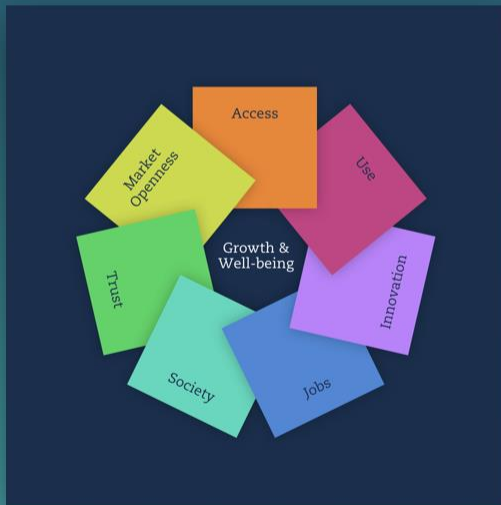 Access
Use
Innovation
Jobs
Society
Trust
Market
Openness
Growth &
Well-being